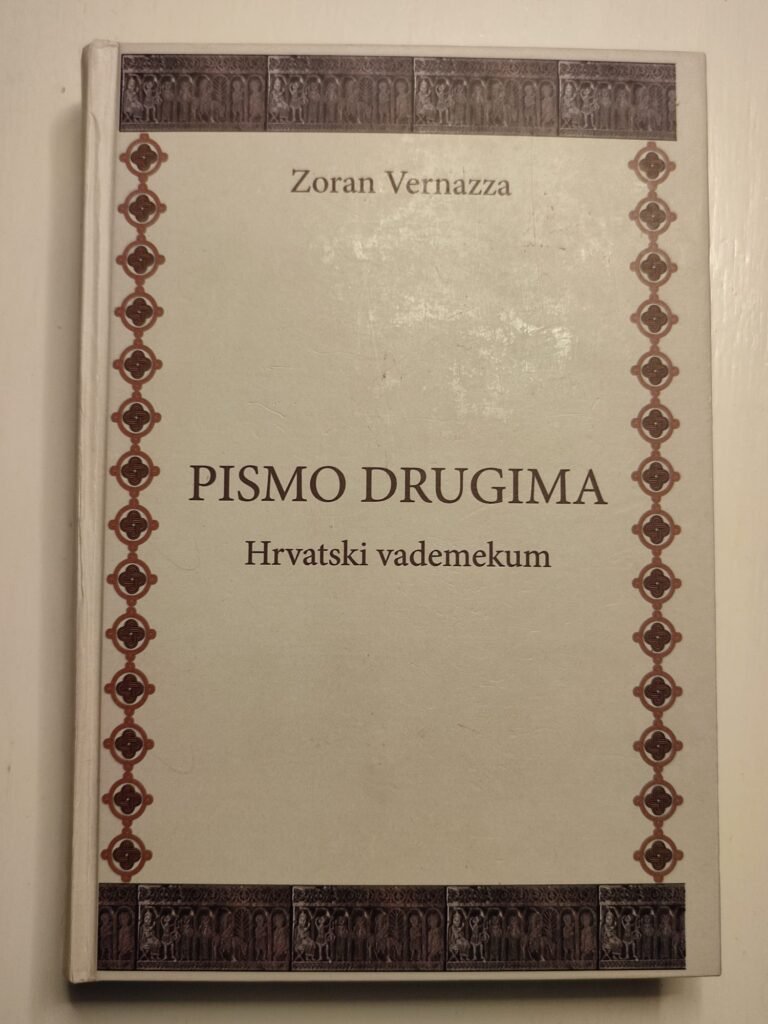 Zoran Vernazza
PISMO DRUGIMA
Hrvatski vademekum